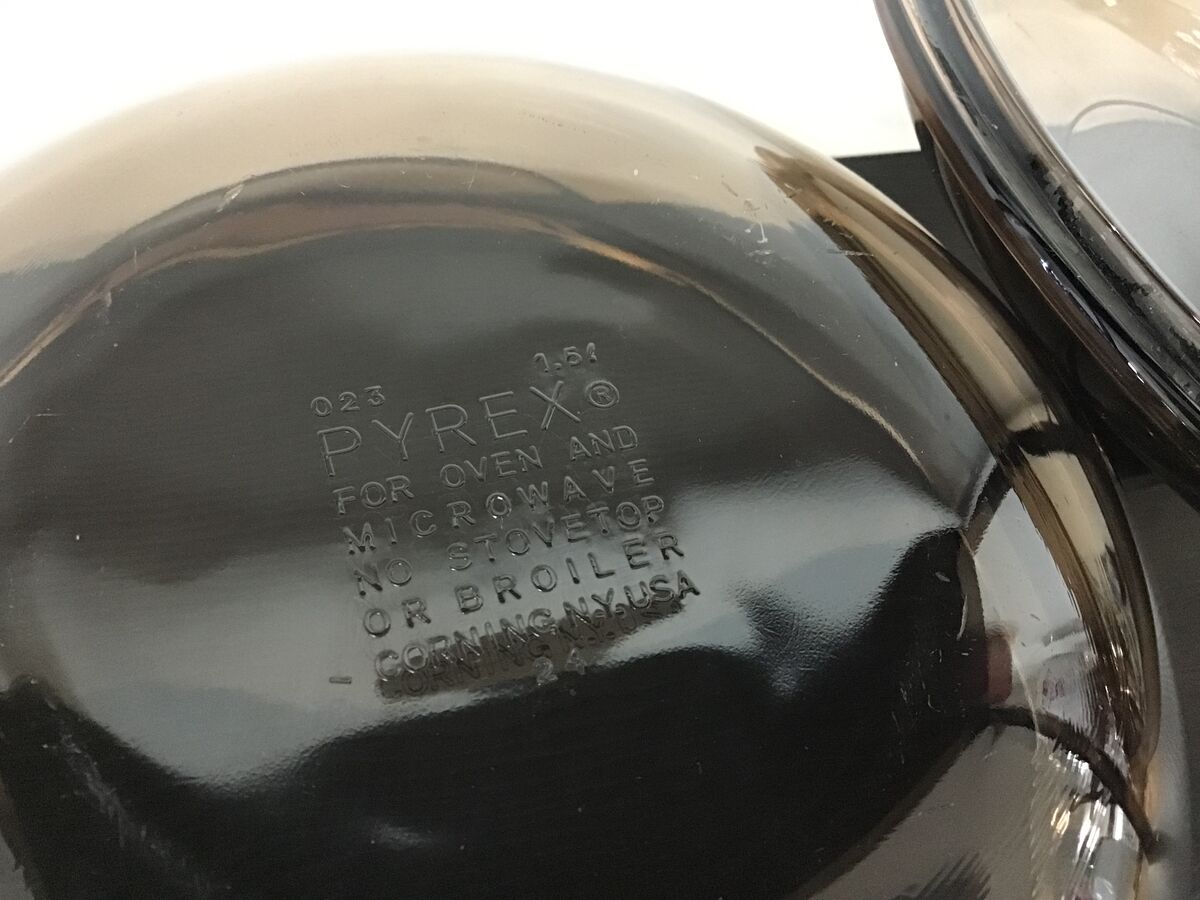 1.5ℓ
023
PYREX®
FOR OVEN AND
MICROWAVE
NO STOVETOP
OR BROILER
CORNING.N.Y.USA
- 24